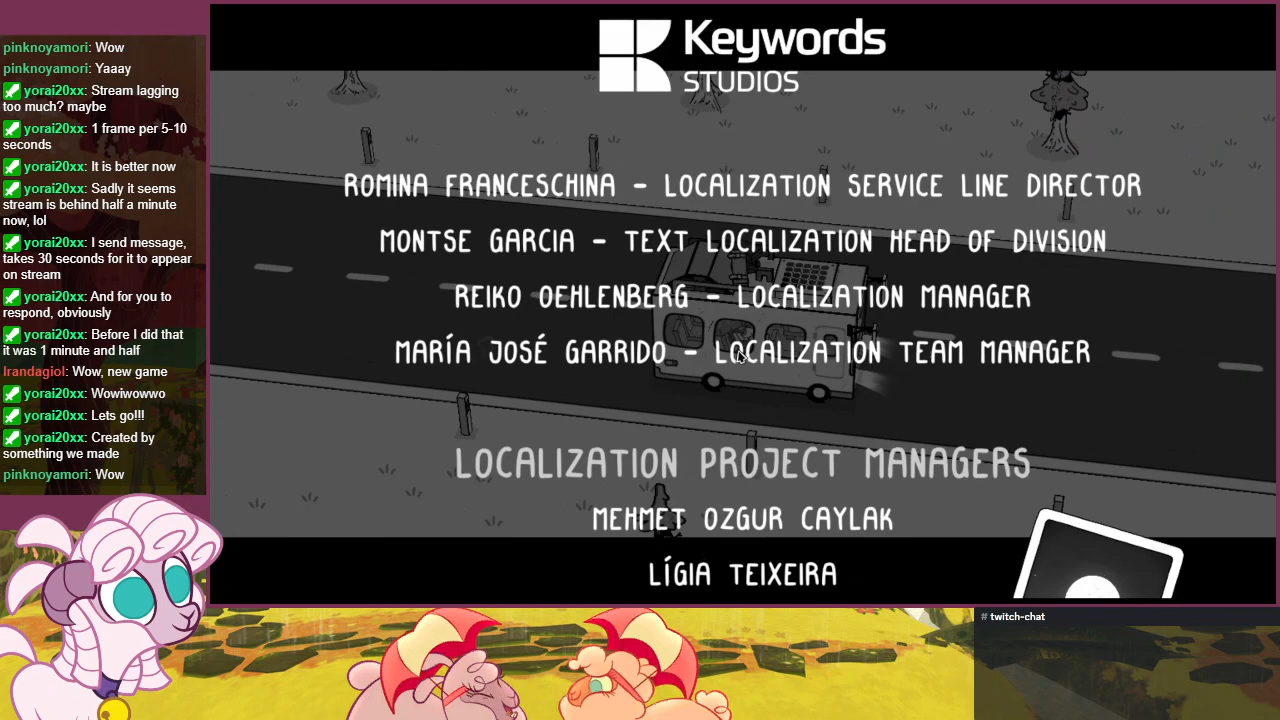 pinknoyamori: Wow
pinknoyamori: Yaaay
yorai20xx: Stream lagging
too much? maybe
yorai20xx: 1 frame per 5-10
seconds
yorai20xx: It is better now
yorai20xx: Sadly it seems
stream is behind half a minute
now, lol
yorai20xx: I send message,
takes 30 seconds for it to appear
on stream
yorai20xx: And for you to
respond, obviously
yorai20xx: Before I did that
it was 1 minute and half
Irandagiol: Wow, new game
yorai20xx: Wowiwowwo
yorai20xx: Lets go!!!
yorai20xx: Created by
something we made
pinknoyamori: Wow
Keywords
STUDIOS
ROMINA FRANCESCHINA - LOCALIZATION SERVICE LINE DIRECTOR
MONTSE GARCIA - TEXT LOCALIZATION HEAD OF DIVISION
REIKO OEHLENBERG - LOCALIZATION MANAGER
MARÍA JOSÉ GARRIDO - LOCALIZATION TEAM MANAGER
LOCALIZATION PROJECT MANAGERS
MEHMET OZGUR CAYLAK
LÍGIA TEIXEIRA
# twitch-chat